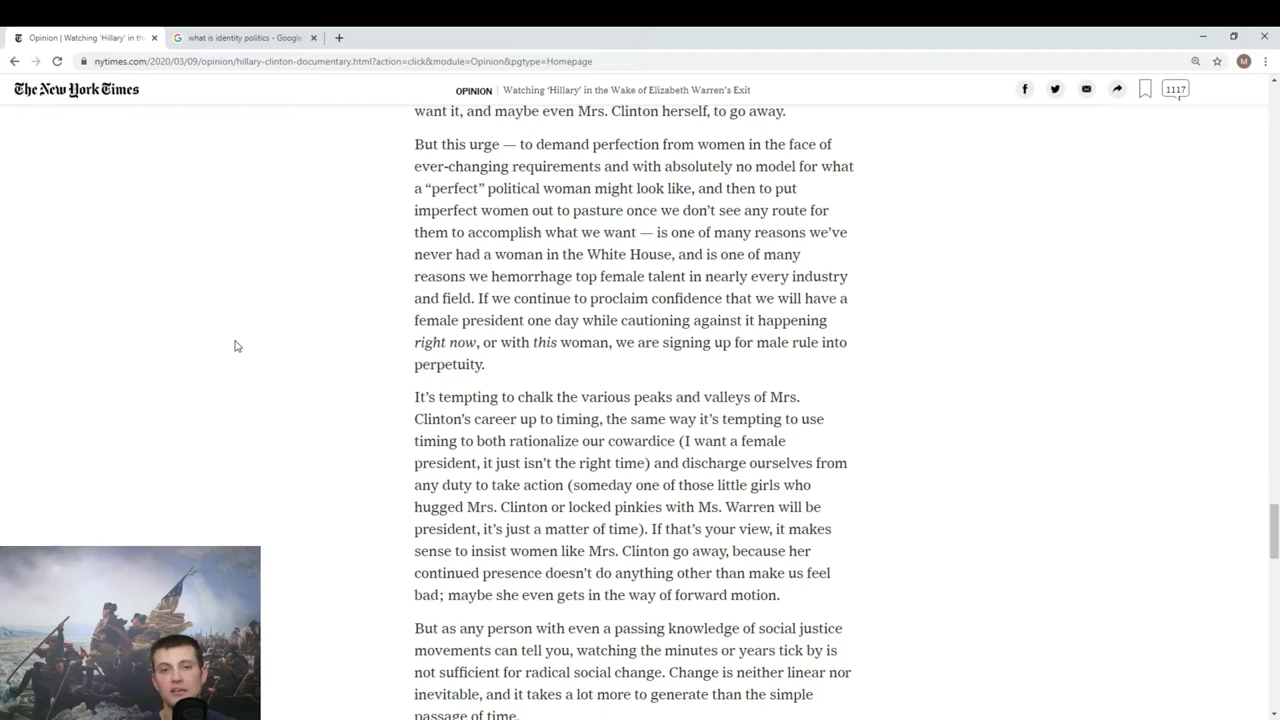 Opinion | Watching 'Hillary' in th
what is identity politics - Google
nytimes.com/2020/03/09/opinion/hillary-clinton-documentary.html?action=click&module=Opinion&pgtype=Homepage
M
The New York Times
OPINION
Watching 'Hillary' in the Wake of Elizabeth Warren's Exit
1117
want it, and maybe even Mrs. Clinton herself, to go away.
But this urge — to demand perfection from women in the face of
ever-changing requirements and with absolutely no model for what
a “perfect” political woman might look like, and then to put
imperfect women out to pasture once we don’t see any route for
them to accomplish what we want — is one of many reasons we’ve
never had a woman in the White House, and is one of many
reasons we hemorrhage top female talent in nearly every industry
and field. If we continue to proclaim confidence that we will have a
female president one day while cautioning against it happening
right now, or with this woman, we are signing up for male rule into
perpetuity.
It’s tempting to chalk the various peaks and valleys of Mrs.
Clinton’s career up to timing, the same way it’s tempting to use
timing to both rationalize our cowardice (I want a female
president, it just isn’t the right time) and discharge ourselves from
any duty to take action (someday one of those little girls who
hugged Mrs. Clinton or locked pinkies with Ms. Warren will be
president, it’s just a matter of time). If that’s your view, it makes
sense to insist women like Mrs. Clinton go away, because her
continued presence doesn’t do anything other than make us feel
bad; maybe she even gets in the way of forward motion.
But as any person with even a passing knowledge of social justice
movements can tell you, watching the minutes or years tick by is
not sufficient for radical social change. Change is neither linear nor
inevitable, and it takes a lot more to generate than the simple
passage of time.